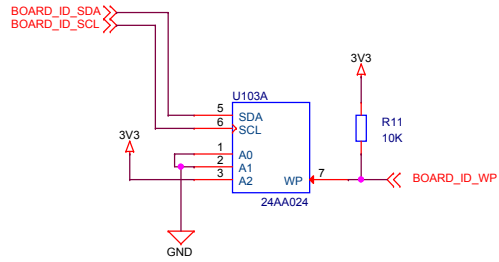 BOARD_ID_SDA
BOARD_ID_SCL
3V3
U103A
R11
10K
3V3
5 SDA
6 SCL
1 A0
2 A1
3 A2
WP 7
BOARD_ID_WP
24AA024
GND